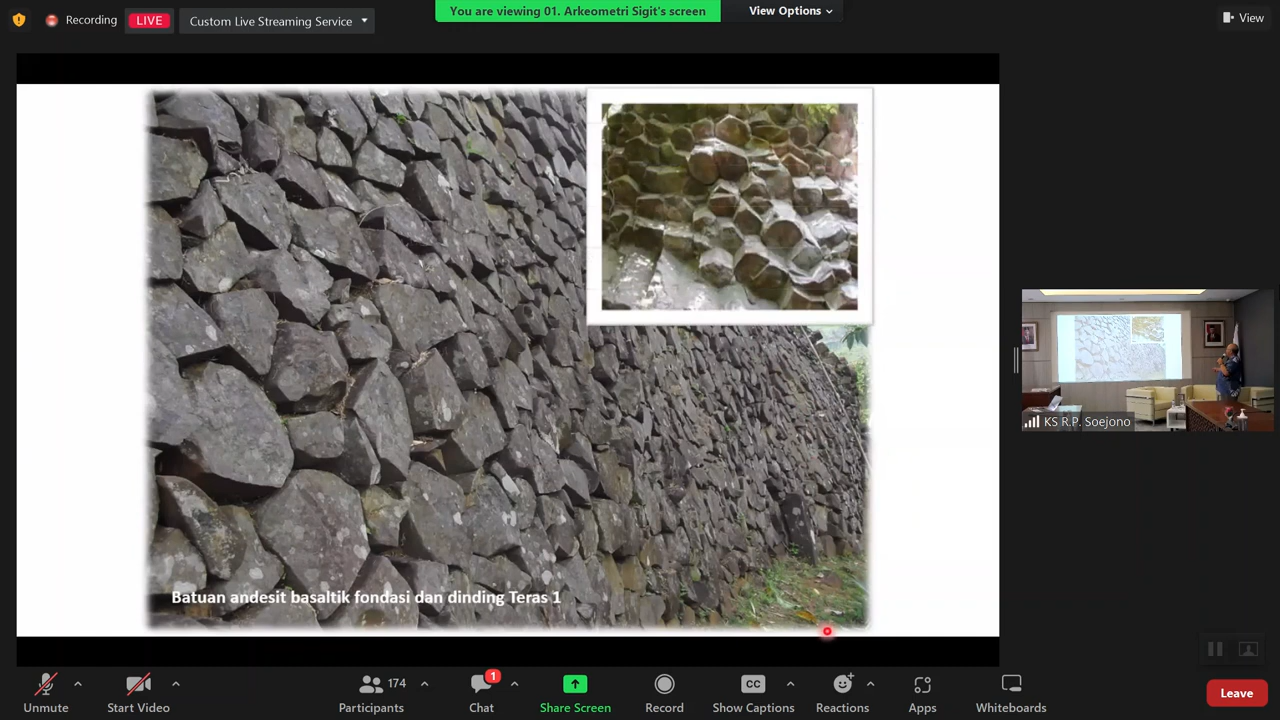 Recording
LIVE
Custom Live Streaming Service
You are viewing 01. Arkeometri Sigit's screen
View Options
View
Batuan andesit basaltik fondasi dan dinding Teras 1
KS R.P. Soejono
Unmute
Start Video
174
Participants
1
Chat
Share Screen
Record
CC
Show Captions
Reactions
Apps
Whiteboards
Leave